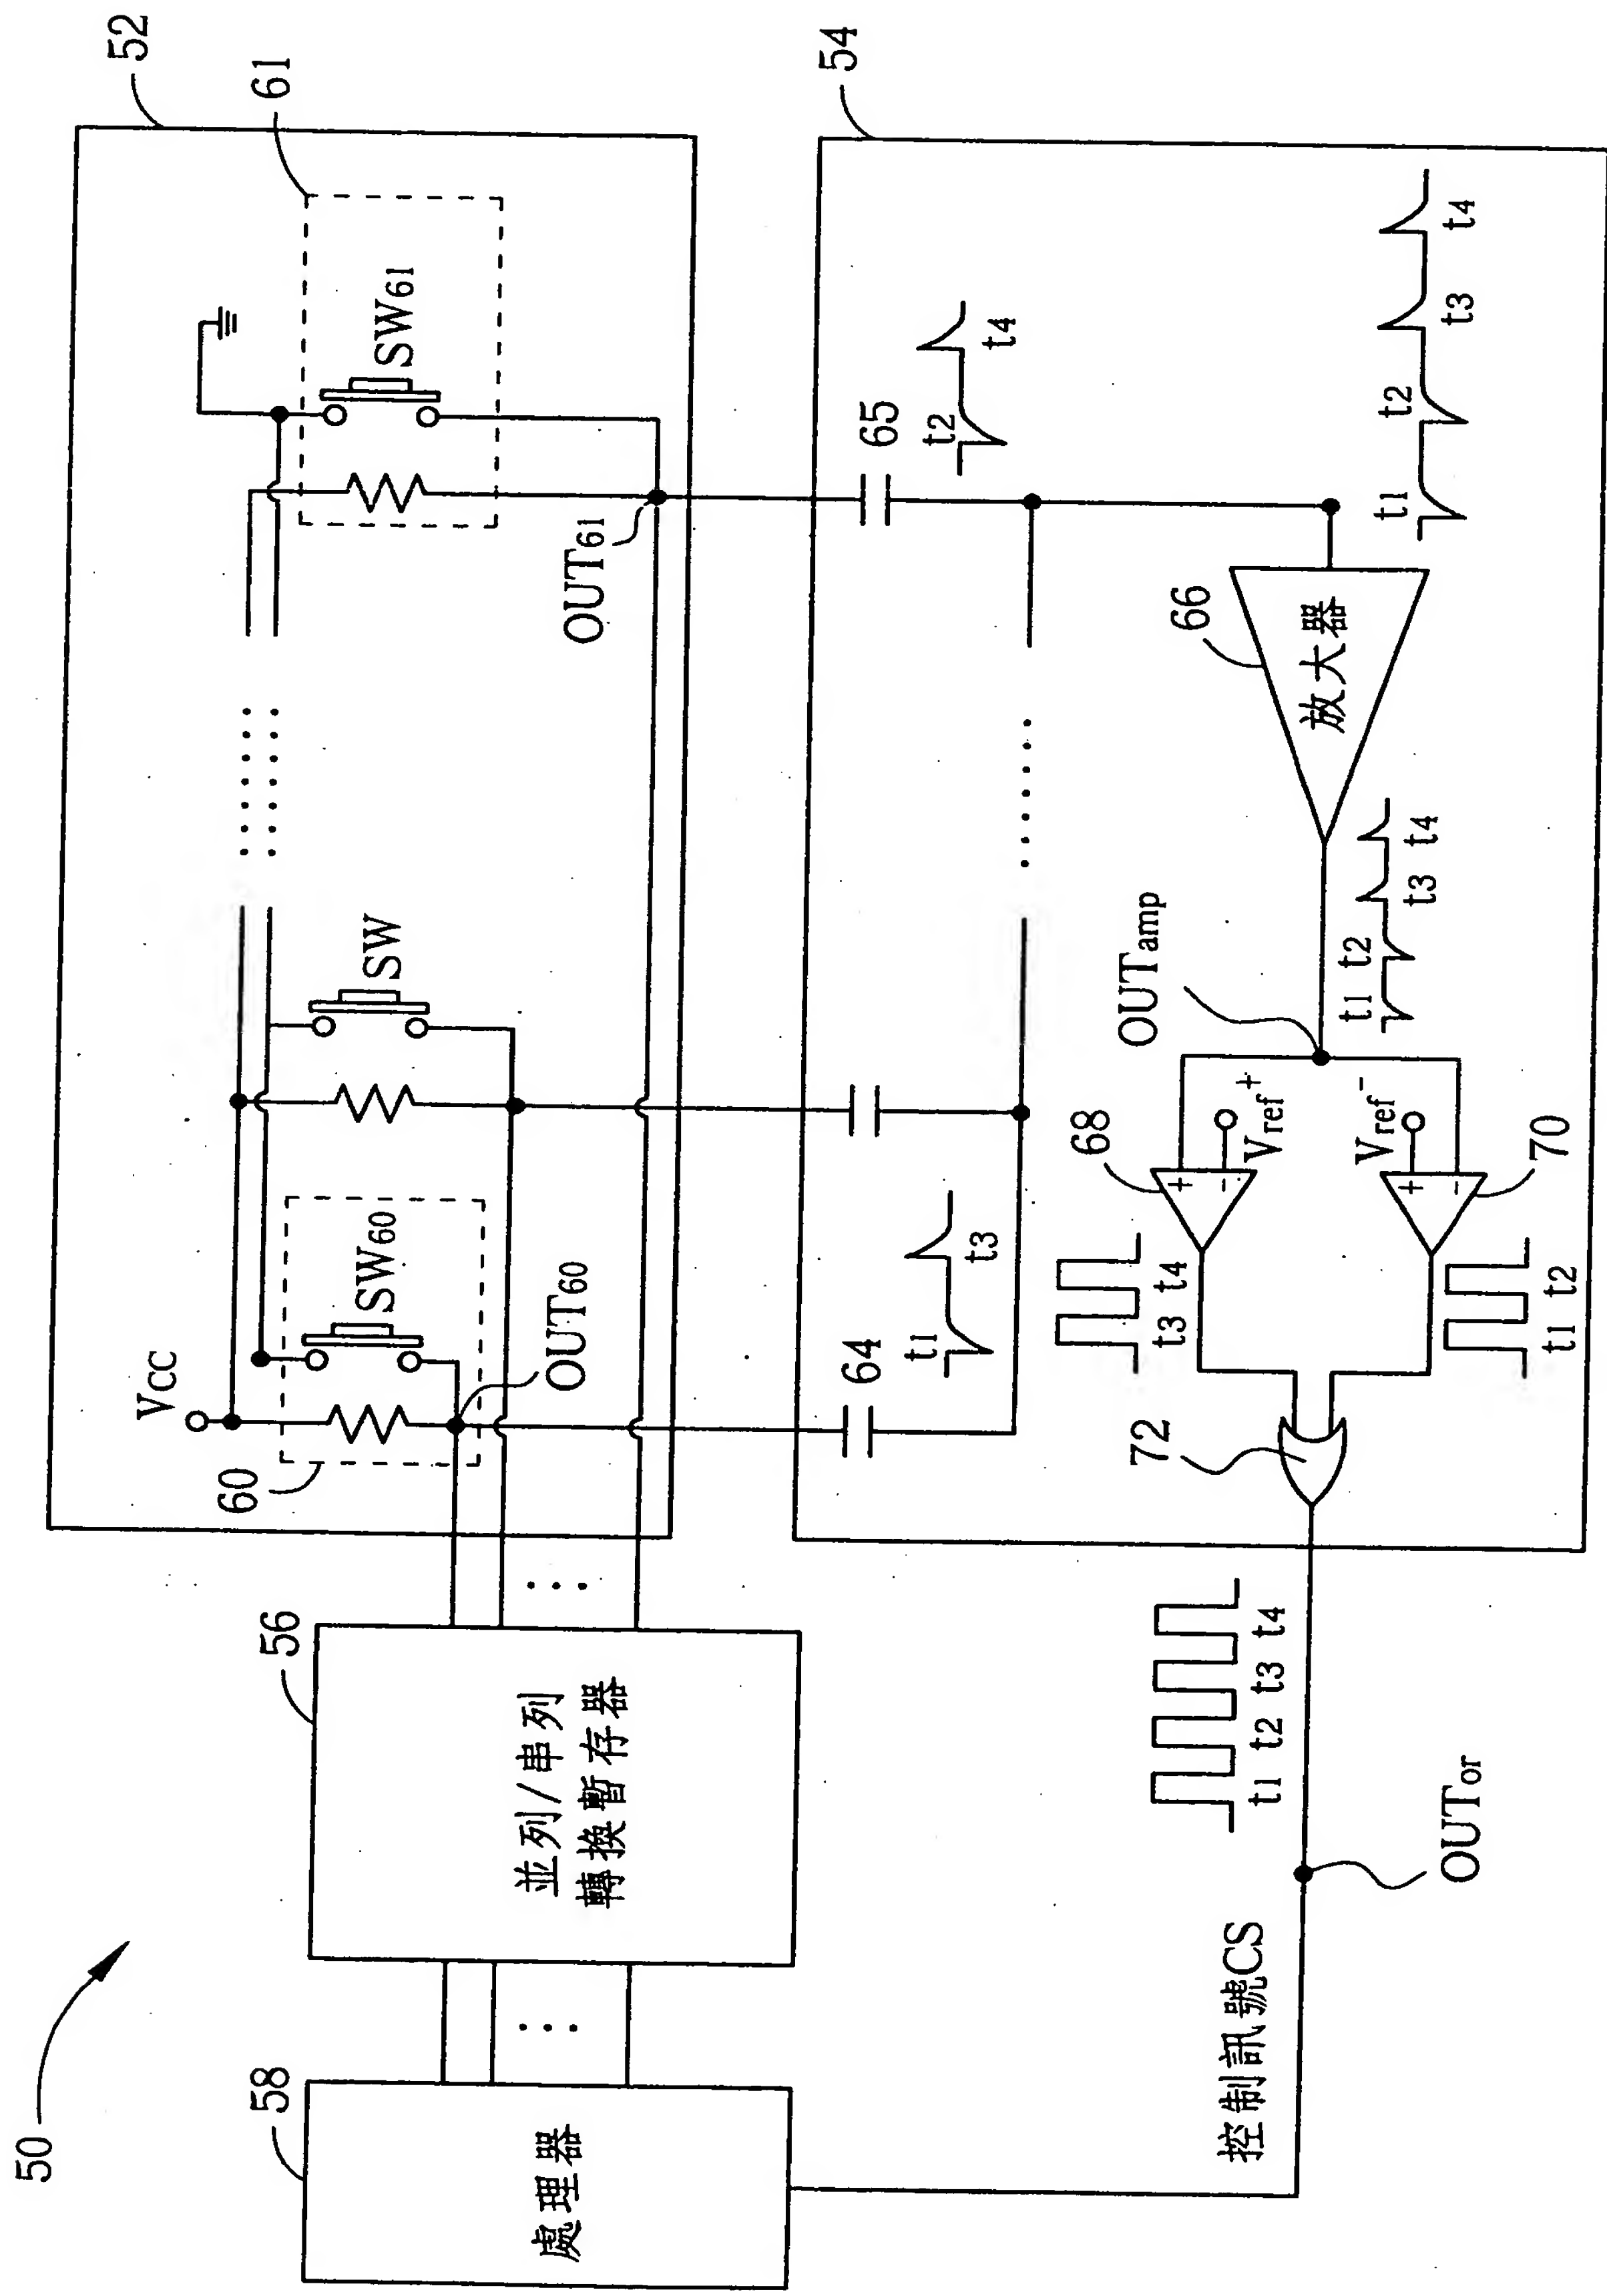 50
52
61
SW61
OUT61
SW
VCC
60
SW60
OUT60
54
65
t2
t4
64
t1
t3
66
放大器
t1
t2
t3
t4
OUTamp
t1
t2
t3
t4
68
+
-
Vref+
70
+
-
Vref-
t3
t4
t1
t2
72
56
並列/串列
轉換暫存器
58
處理器
t1
t2
t3
t4
OUTor
控制訊號CS